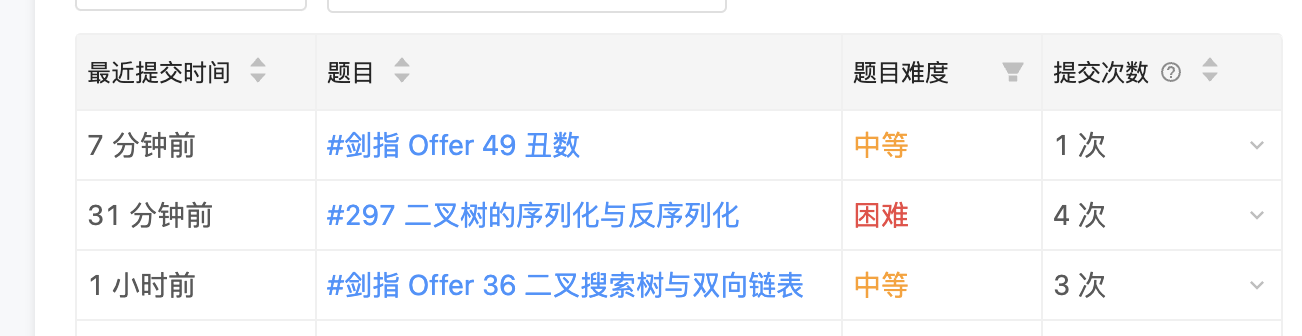 最近提交时间 题目 题目难度 提交次数
7 分钟前 #剑指 Offer 49 丑数 中等 1 次
31 分钟前 #297 二叉树的序列化与反序列化 困难 4 次
1 小时前 #剑指 Offer 36 二叉搜索树与双向链表 中等 3 次